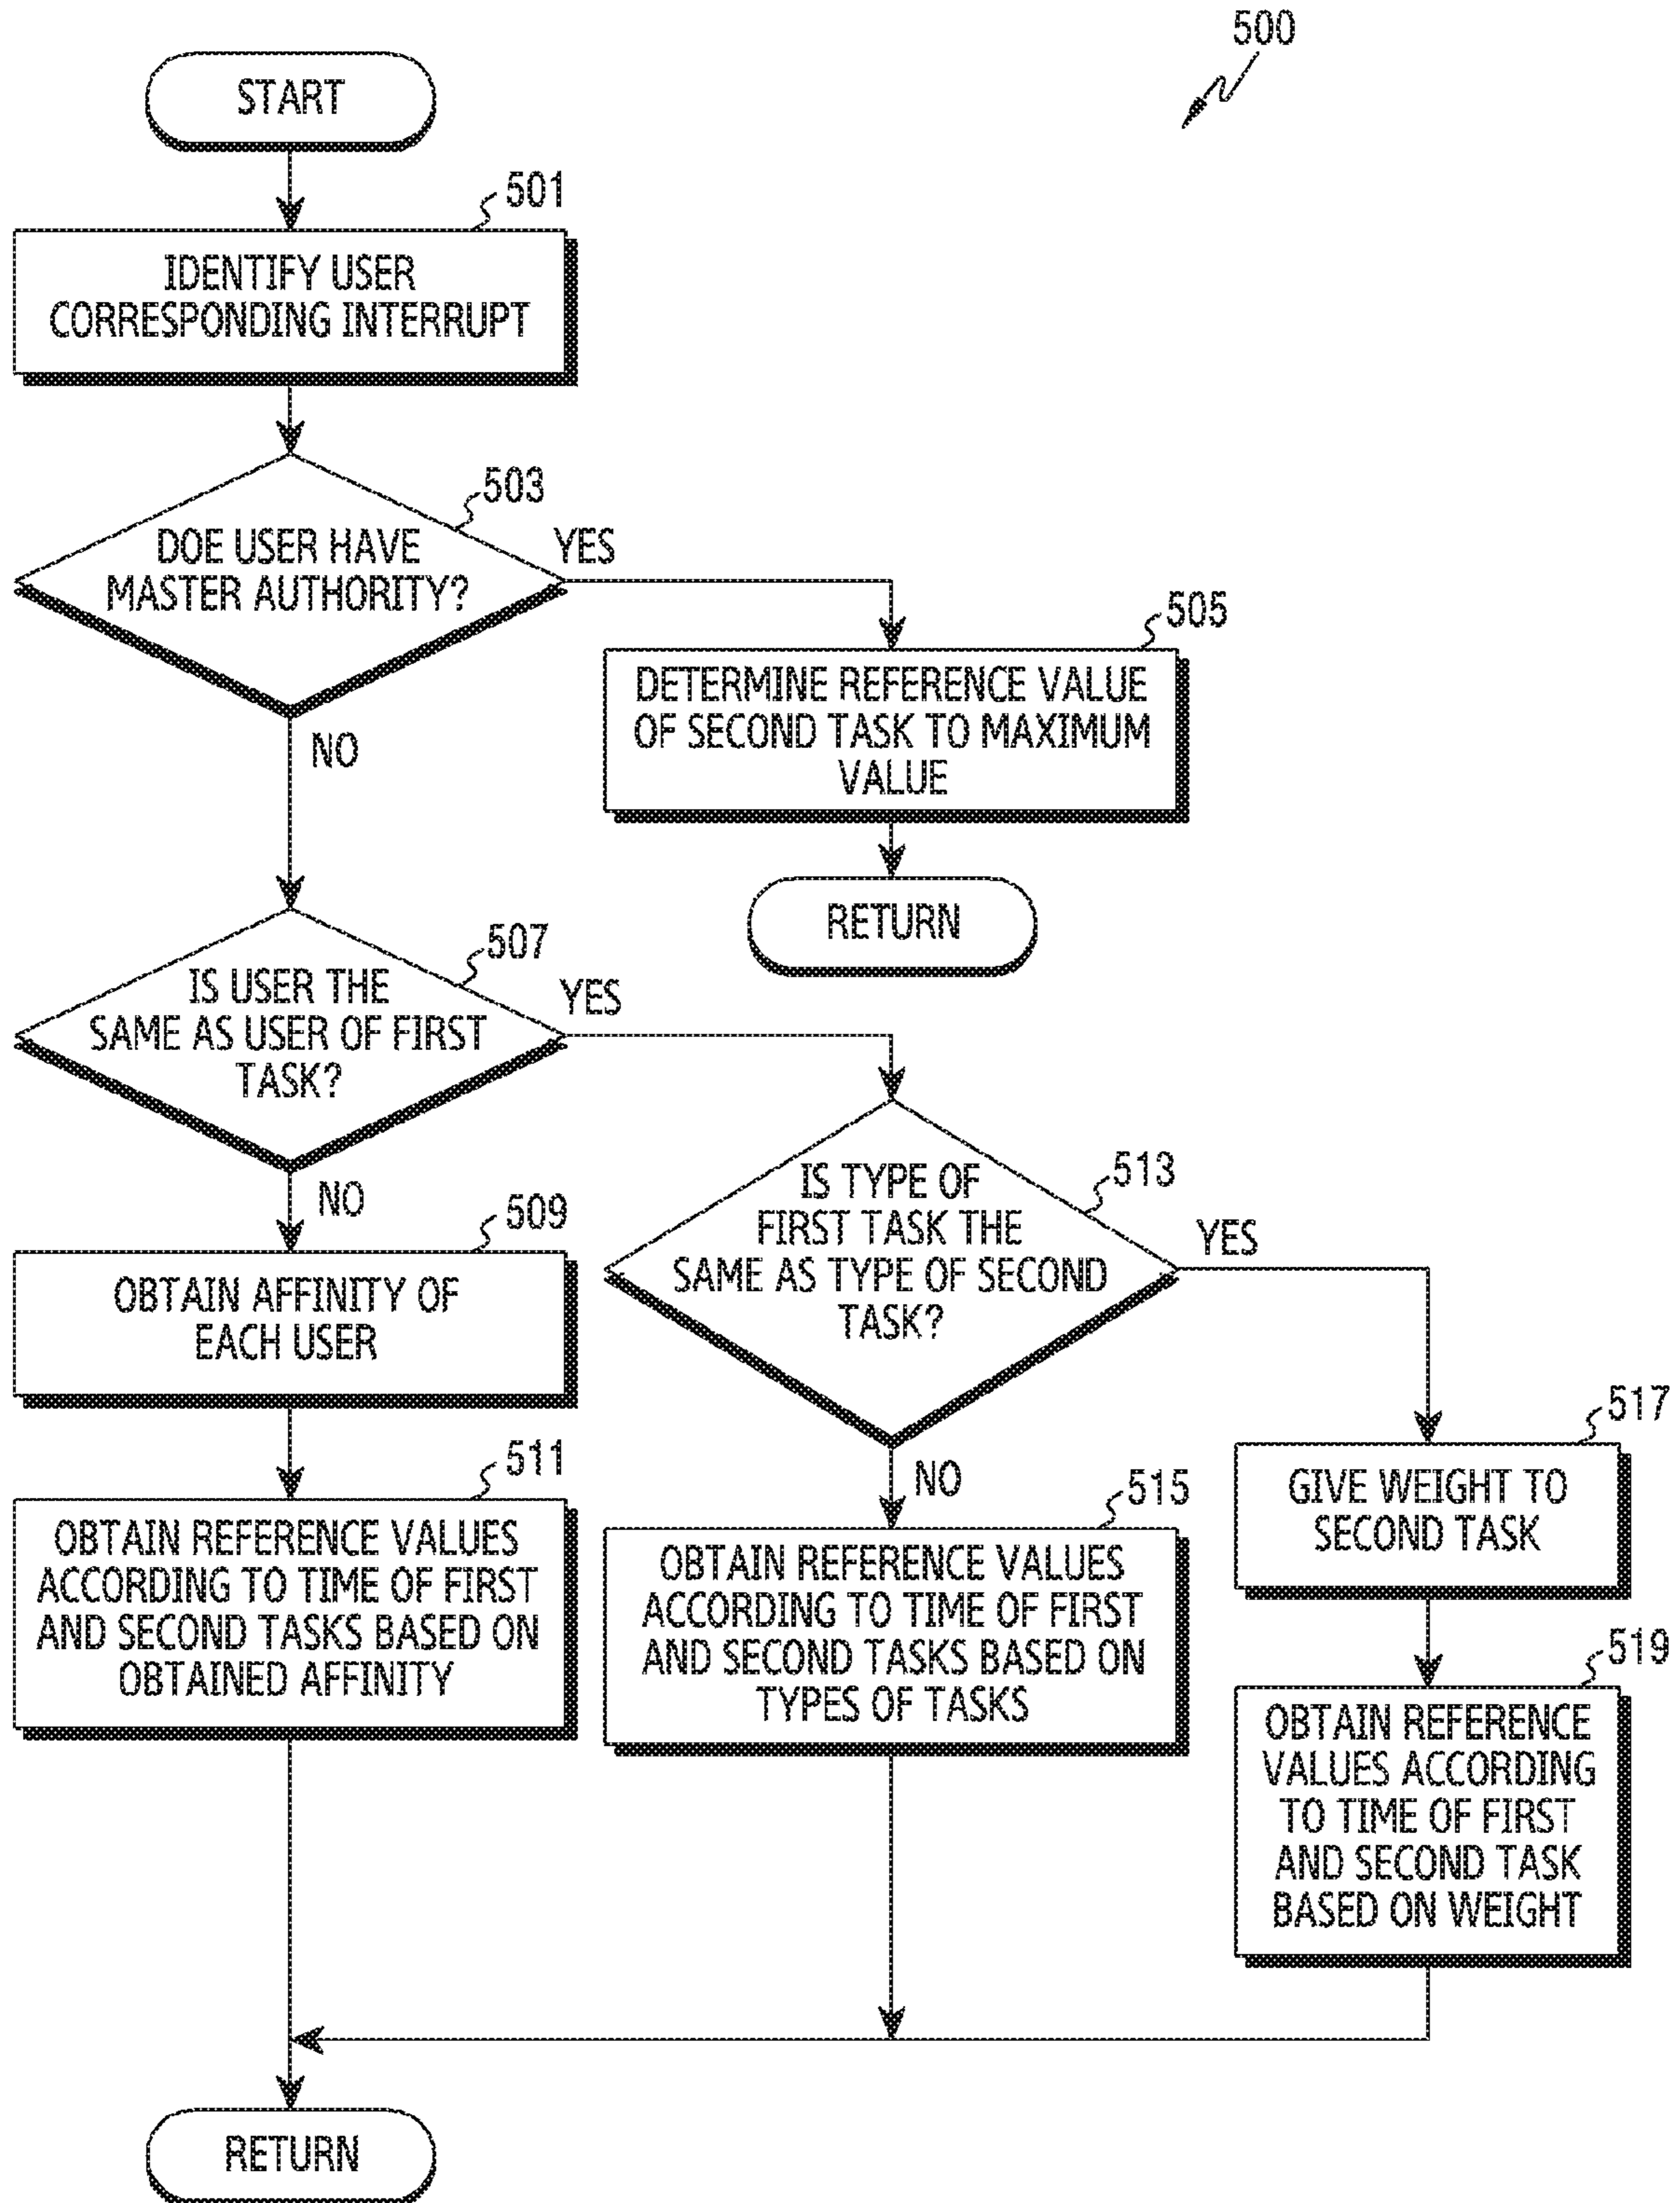 500
START
501
IDENTIFY USER
CORRESPONDING INTERRUPT
503
DOE USER HAVE
MASTER AUTHORITY?
YES
NO
505
DETERMINE REFERENCE VALUE
OF SECOND TASK TO MAXIMUM
VALUE
RETURN
507
IS USER THE
SAME AS USER OF FIRST
TASK?
YES
NO
509
OBTAIN AFFINITY OF
EACH USER
511
OBTAIN REFERENCE VALUES
ACCORDING TO TIME OF FIRST
AND SECOND TASKS BASED ON
OBTAINED AFFINITY
513
IS TYPE OF
FIRST TASK THE
SAME AS TYPE OF SECOND
TASK?
YES
NO
515
OBTAIN REFERENCE VALUES
ACCORDING TO TIME OF FIRST
AND SECOND TASKS BASED ON
TYPES OF TASKS
517
GIVE WEIGHT TO
SECOND TASK
519
OBTAIN REFERENCE
VALUES ACCORDING
TO TIME OF FIRST
AND SECOND TASK
BASED ON WEIGHT
RETURN